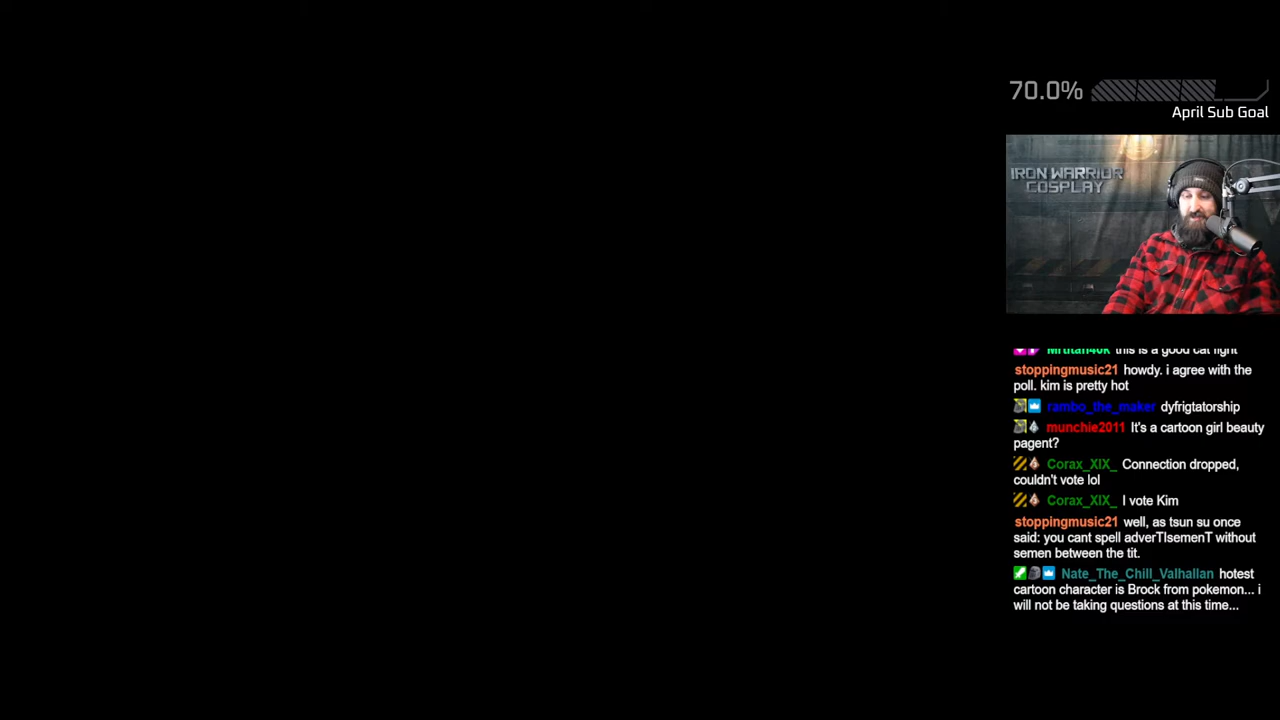 70.0%
April Sub Goal
IRON WARRIOR
COSPLAY
Mrtitan40k this is a good cat fight
stoppingmusic21 howdy. i agree with the
poll. kim is pretty hot
rambo_the_maker dyfrigtatorship
munchie2011 It's a cartoon girl beauty
pagent?
Corax_XIX_ Connection dropped,
couldn't vote lol
Corax_XIX_ I vote Kim
stoppingmusic21 well, as tsun su once
said: you cant spell adverTIsemenT without
semen between the tit.
Nate_The_Chill_Valhallan hotest
cartoon character is Brock from pokemon... i
will not be taking questions at this time...